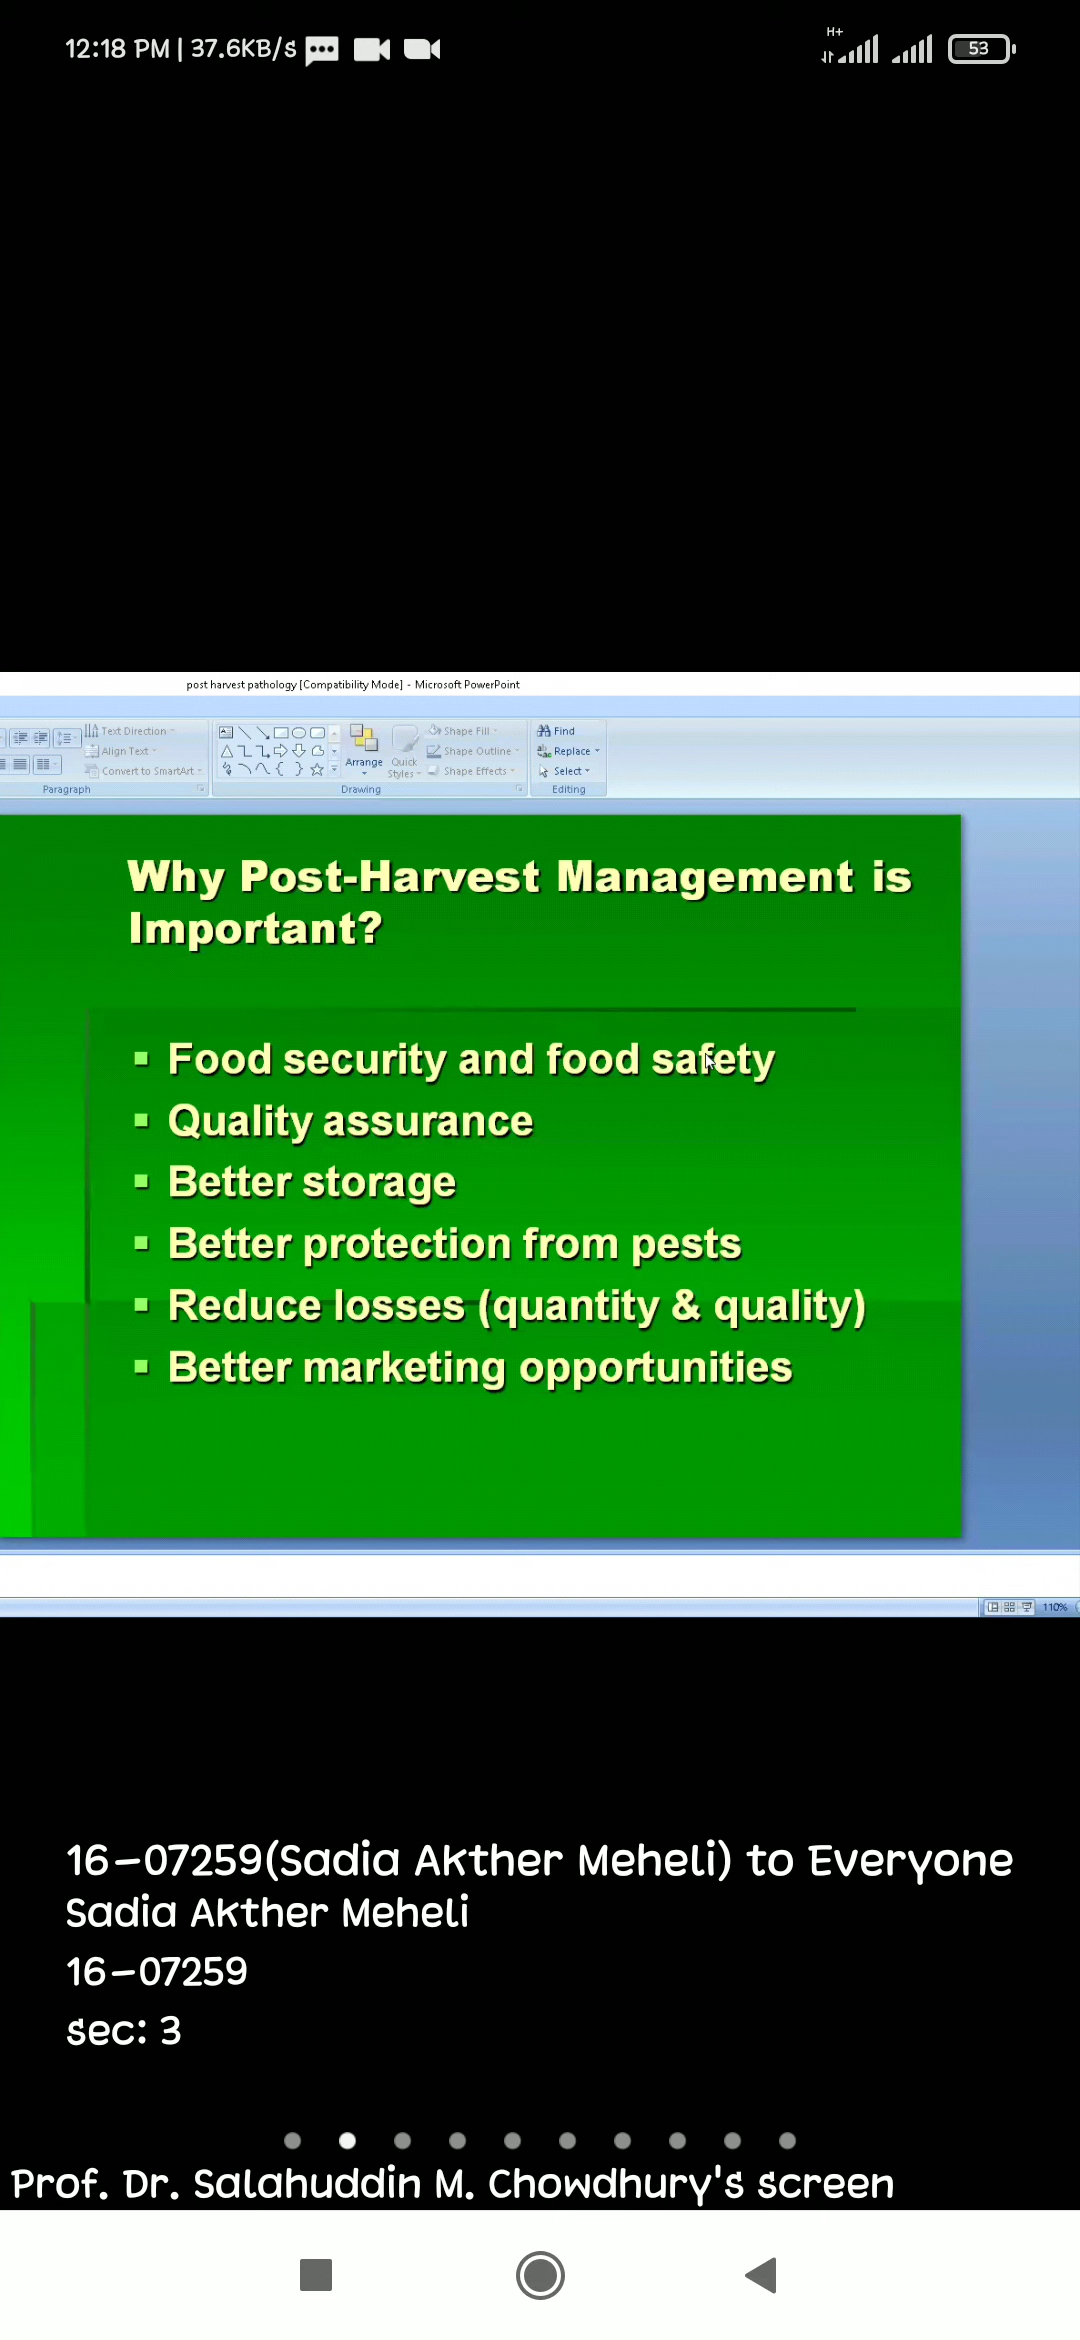 12:18 PM | 37.6KB/s
H+
53
post harvest pathology [Compatibility Mode] - Microsoft PowerPoint
Text Direction
Align Text
Convert to SmartArt
Paragraph
Arrange
Quick Styles
Shape Fill
Shape Outline
Shape Effects
Drawing
Find
Replace
Select
Editing
Why Post-Harvest Management is
Important?
Food security and food safety
Quality assurance
Better storage
Better protection from pests
Reduce losses (quantity & quality)
Better marketing opportunities
110%
16-07259(Sadia Akther Meheli) to Everyone
Sadia Akther Meheli
16-07259
sec: 3
Prof. Dr. Salahuddin M. Chowdhury's screen